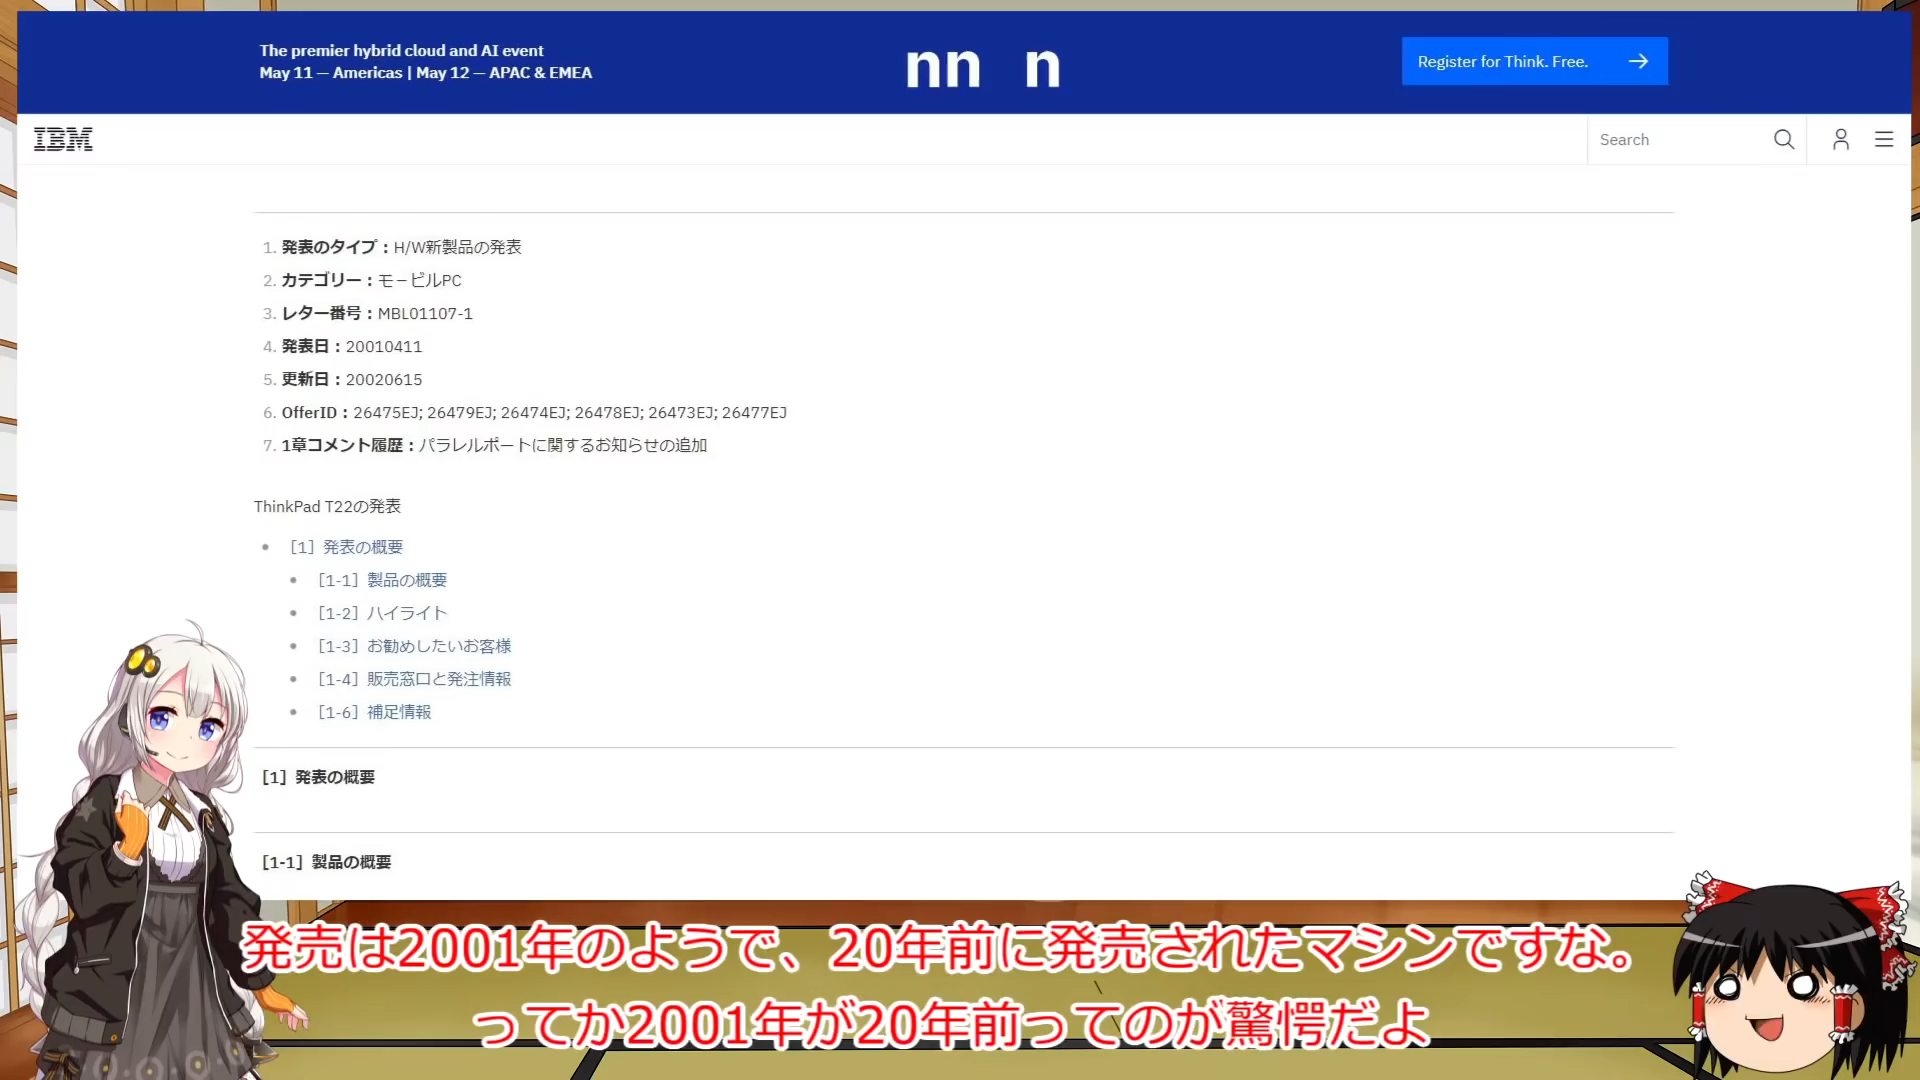 The premier hybrid cloud and AI event
May 11 — Americas | May 12 — APAC & EMEA
nn n
Register for Think. Free.
IBM
Search
1. 発表のタイプ：H/W新製品の発表
2. カテゴリー：モ－ビルPC
3. レター番号：MBL01107-1
4. 発表日：20010411
5. 更新日：20020615
6. OfferID：26475EJ; 26479EJ; 26474EJ; 26478EJ; 26473EJ; 26477EJ
7. 1章コメント履歴：パラレルポートに関するお知らせの追加
ThinkPad T22の発表
• ［1］発表の概要
• ［1-1］製品の概要
• ［1-2］ハイライト
• ［1-3］お勧めしたいお客様
• ［1-4］販売窓口と発注情報
• ［1-6］補足情報
［1］発表の概要
［1-1］製品の概要
発売は2001年のようで、20年前に発売されたマシンですな。
ってか2001年が20年前ってのが驚愕だよ